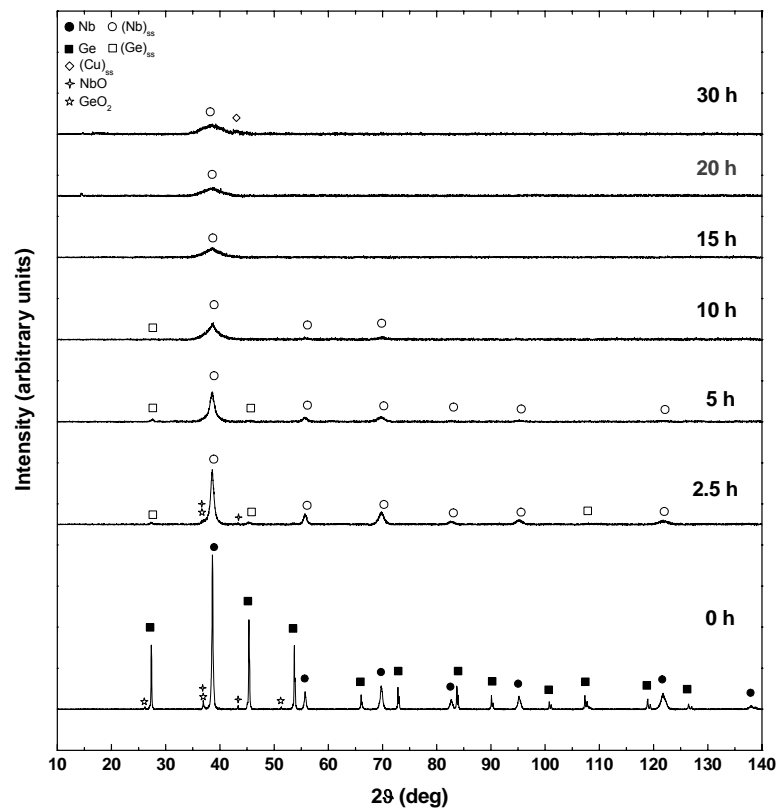 Nb (Nb)ss
Ge (Ge)ss
(Cu)ss
NbO
GeO2
30 h
20 h
15 h
10 h
5 h
2.5 h
0 h
Intensity (arbitrary units)
10 20 30 40 50 60 70 80 90 100 110 120 130 140
2ϑ (deg)